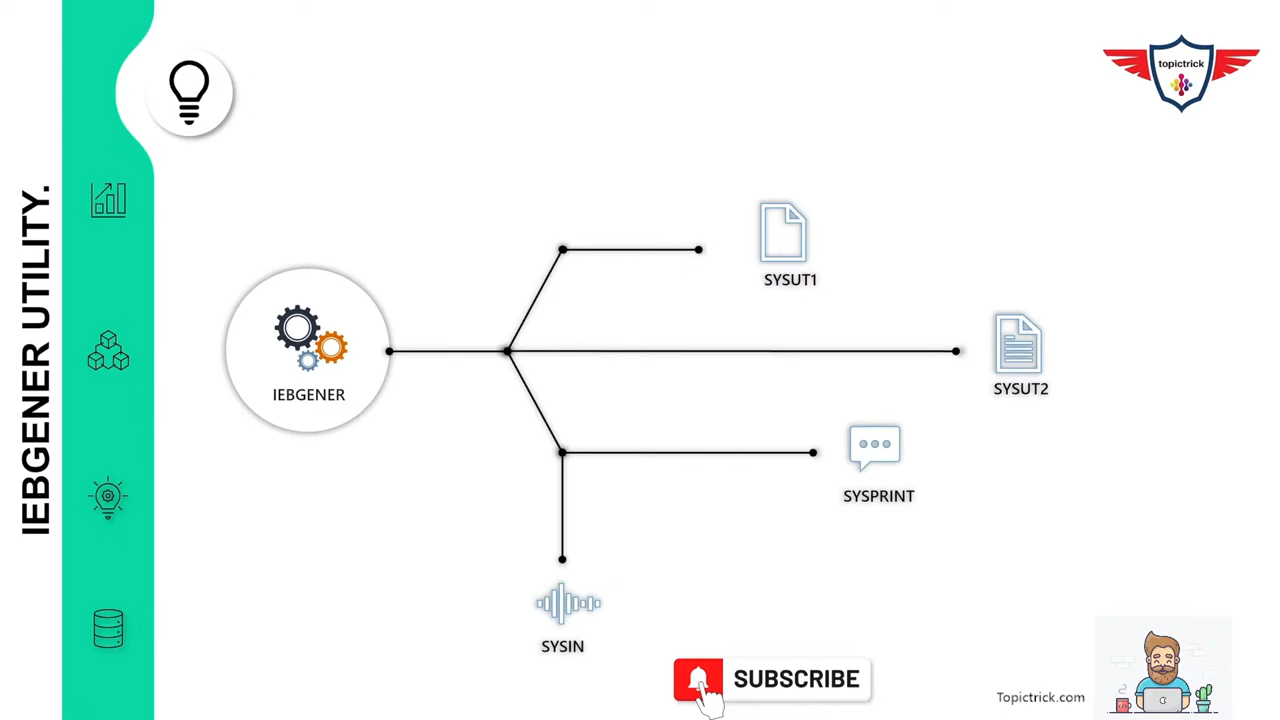 IEBGENER UTILITY.
topictrick
SYSUT1
IEBGENER
SYSUT2
SYSPRINT
SYSIN
SUBSCRIBE
Topictrick.com